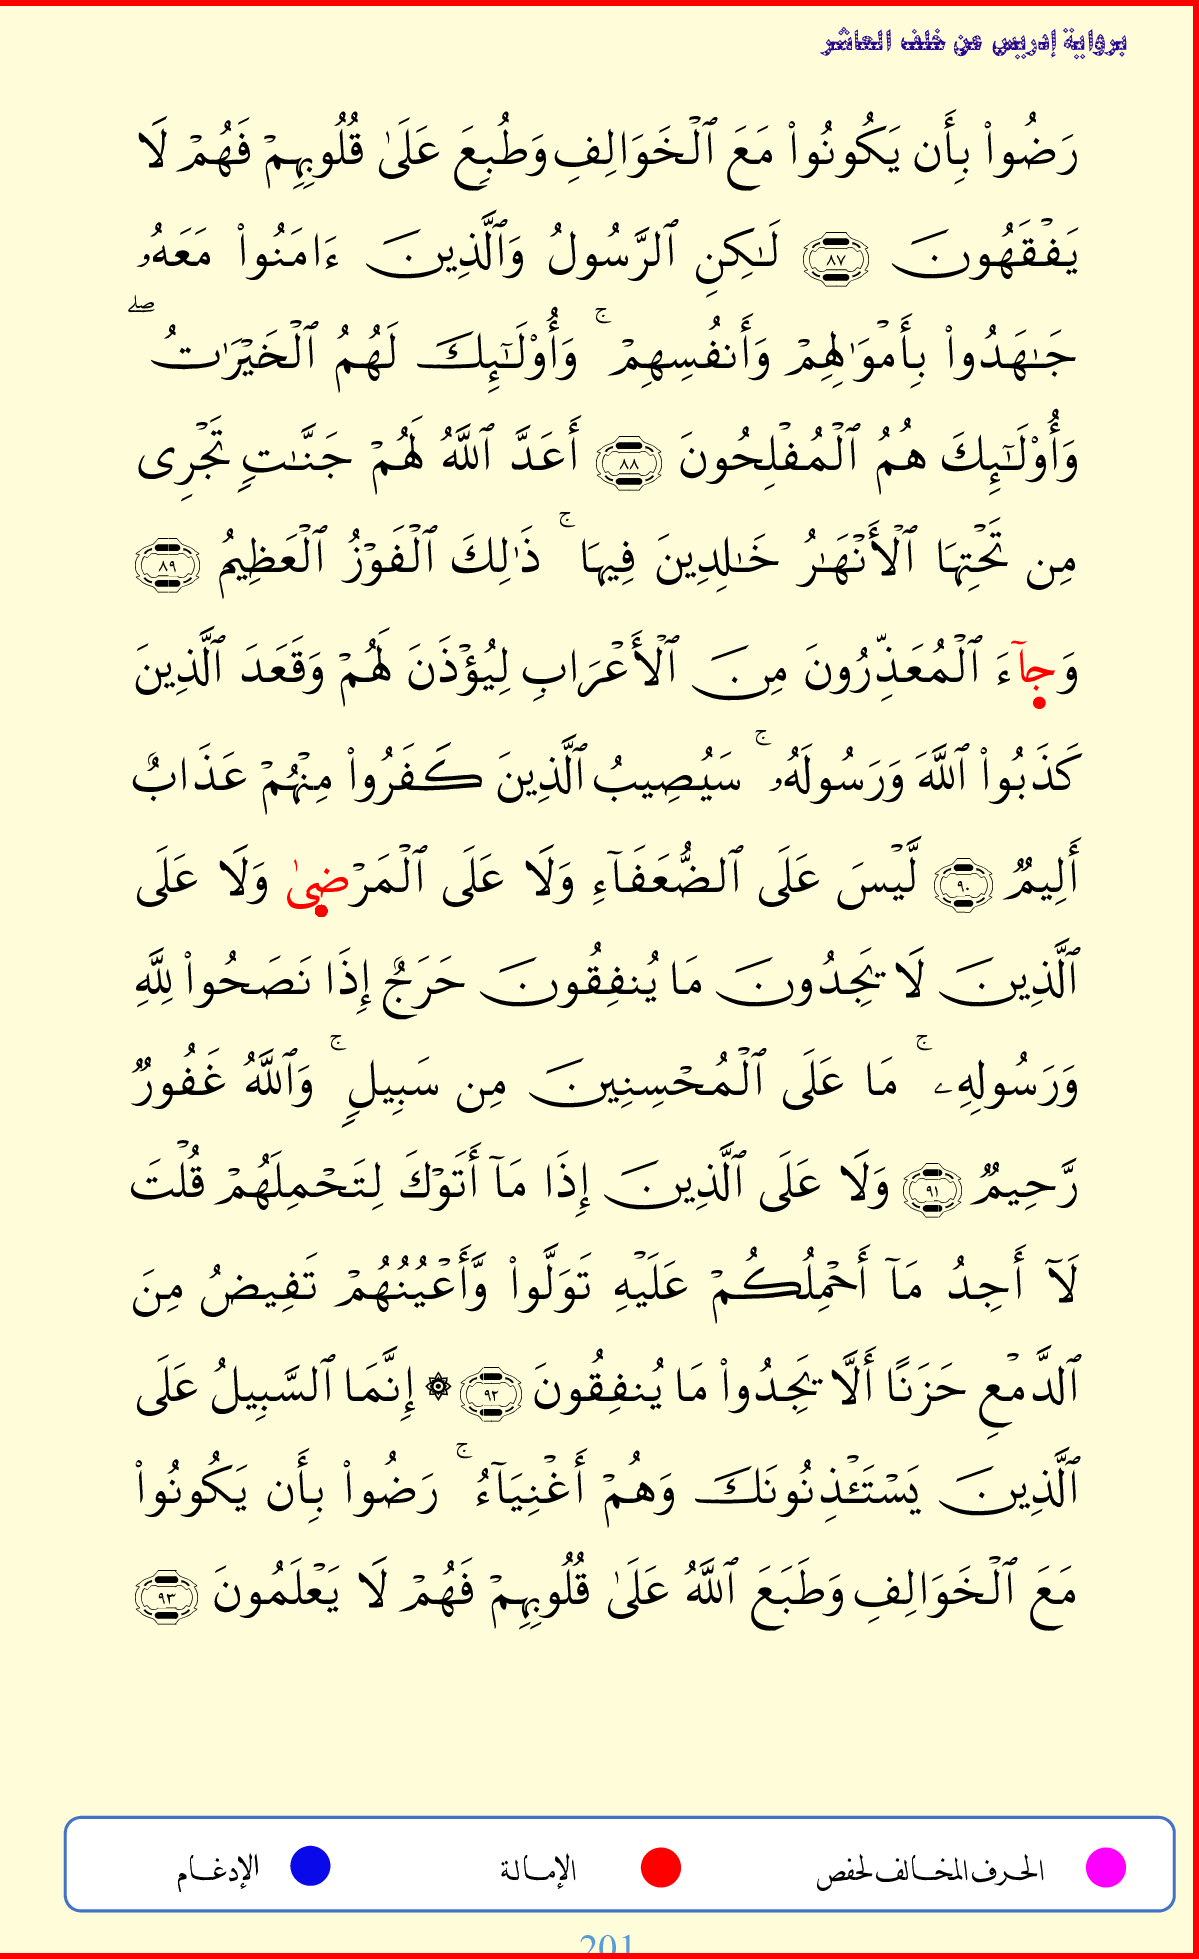 برواية إدريس عن خلف العاشر
رَضُواْ بِأَن يَكُونُواْ مَعَ ٱلۡخَوَالِفِ وَطُبِعَ عَلَىٰ قُلُوبِهِمۡ فَهُمۡ لَا
يَفۡقَهُونَ ٨٧ لَٰكِنِ ٱلرَّسُولُ وَٱلَّذِينَ ءَامَنُواْ مَعَهُۥ
جَٰهَدُواْ بِأَمۡوَٰلِهِمۡ وَأَنفُسِهِمۡۚ وَأُوْلَٰٓئِكَ لَهُمُ ٱلۡخَيۡرَٰتُۖ
وَأُوْلَٰٓئِكَ هُمُ ٱلۡمُفۡلِحُونَ ٨٨ أَعَدَّ ٱللَّهُ لَهُمۡ جَنَّٰتٖ تَجۡرِي
مِن تَحۡتِهَا ٱلۡأَنۡهَٰرُ خَٰلِدِينَ فِيهَاۚ ذَٰلِكَ ٱلۡفَوۡزُ ٱلۡعَظِيمُ ٨٩
وَجآءَ ٱلۡمُعَذِّرُونَ مِنَ ٱلۡأَعۡرَابِ لِيُؤۡذَنَ لَهُمۡ وَقَعَدَ ٱلَّذِينَ
كَذَبُواْ ٱللَّهَ وَرَسُولَهُۥۚ سَيُصِيبُ ٱلَّذِينَ كَفَرُواْ مِنۡهُمۡ عَذَابٌ
أَلِيمٞ ٩٠ لَّيۡسَ عَلَى ٱلضُّعَفَآءِ وَلَا عَلَى ٱلۡمَرۡضىٰ وَلَا عَلَى
ٱلَّذِينَ لَا يَجِدُونَ مَا يُنفِقُونَ حَرَجٌ إِذَا نَصَحُواْ لِلَّهِ
وَرَسُولِهِۦۚ مَا عَلَى ٱلۡمُحۡسِنِينَ مِن سَبِيلٖۚ وَٱللَّهُ غَفُورٞ
رَّحِيمٞ ٩١ وَلَا عَلَى ٱلَّذِينَ إِذَا مَآ أَتَوۡكَ لِتَحۡمِلَهُمۡ قُلۡتَ
لَآ أَجِدُ مَآ أَحۡمِلُكُمۡ عَلَيۡهِ تَوَلَّواْ وَّأَعۡيُنُهُمۡ تَفِيضُ مِنَ
ٱلدَّمۡعِ حَزَنًا أَلَّا يَجِدُواْ مَا يُنفِقُونَ ٩٢ ۞ إِنَّمَا ٱلسَّبِيلُ عَلَى
ٱلَّذِينَ يَسۡتَـٔۡذِنُونَكَ وَهُمۡ أَغۡنِيَآءُۚ رَضُواْ بِأَن يَكُونُواْ
مَعَ ٱلۡخَوَالِفِ وَطَبَعَ ٱللَّهُ عَلَىٰ قُلُوبِهِمۡ فَهُمۡ لَا يَعۡلَمُونَ ٩٣
الحرف المخالف لحفص الإمالة الإدغام
201